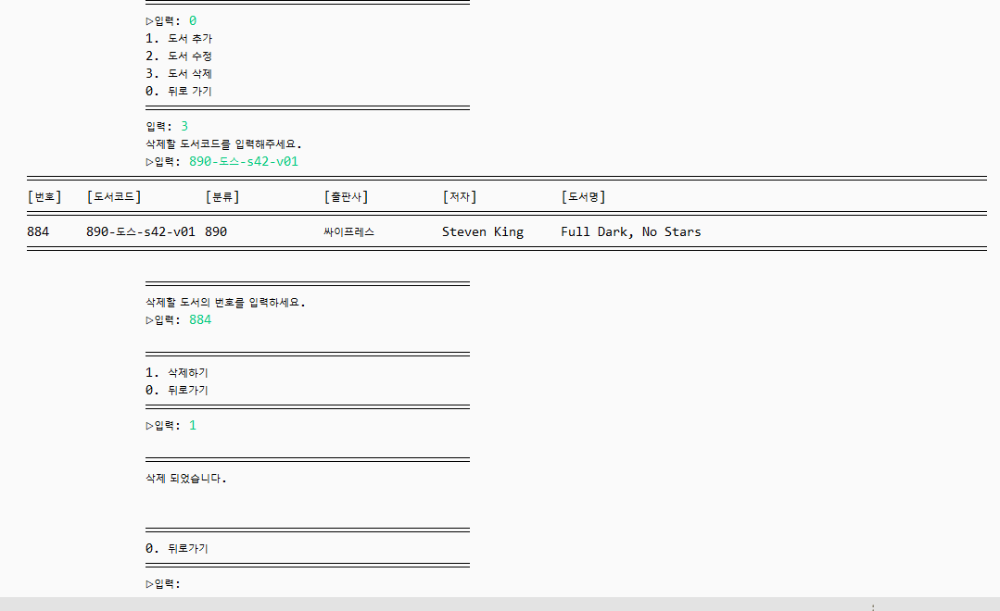 ▷입력: 0
1. 도서 추가
2. 도서 수정
3. 도서 삭제
0. 뒤로 가기
입력: 3
삭제할 도서코드를 입력해주세요.
▷입력: 890-도스-s42-v01
[번호] [도서코드] [분류] [출판사] [저자] [도서명]
884 890-도스-s42-v01 890 싸이프레스 Steven King Full Dark, No Stars
삭제할 도서의 번호를 입력하세요.
▷입력: 884
1. 삭제하기
0. 뒤로가기
▷입력: 1
삭제 되었습니다.
0. 뒤로가기
▷입력: